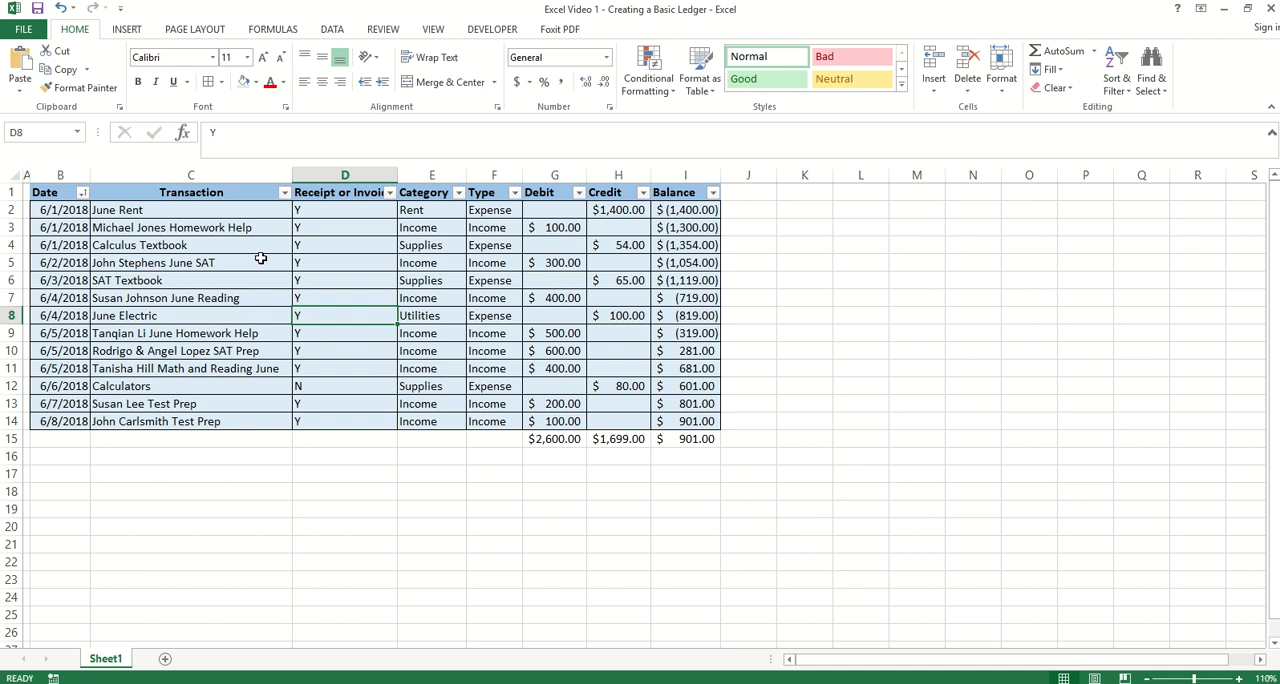 Excel Video 1 - Creating a Basic Ledger - Excel
FILE HOME INSERT PAGE LAYOUT FORMULAS DATA REVIEW VIEW DEVELOPER Foxit PDF Sign in
Paste Cut Copy Format Painter Clipboard
Calibri 11 B I U A Font
Wrap Text Merge & Center Alignment
General $ % , Number
Conditional Formatting Format as Table Normal Bad Good Neutral Styles
Insert Delete Format Cells
AutoSum Fill Clear Sort & Filter Find & Select Editing
D8 fx Y
A B C D E F G H I J K L M N O P Q R S
1 Date Transaction Receipt or Invoic Category Type Debit Credit Balance
2 6/1/2018 June Rent Y Rent Expense $1,400.00 $ (1,400.00)
3 6/1/2018 Michael Jones Homework Help Y Income Income $ 100.00 $ (1,300.00)
4 6/1/2018 Calculus Textbook Y Supplies Expense $ 54.00 $ (1,354.00)
5 6/2/2018 John Stephens June SAT Y Income Income $ 300.00 $ (1,054.00)
6 6/3/2018 SAT Textbook Y Supplies Expense $ 65.00 $ (1,119.00)
7 6/4/2018 Susan Johnson June Reading Y Income Income $ 400.00 $ (719.00)
8 6/4/2018 June Electric Y Utilities Expense $ 100.00 $ (819.00)
9 6/5/2018 Tanqian Li June Homework Help Y Income Income $ 500.00 $ (319.00)
10 6/5/2018 Rodrigo & Angel Lopez SAT Prep Y Income Income $ 600.00 $ 281.00
11 6/5/2018 Tanisha Hill Math and Reading June Y Income Income $ 400.00 $ 681.00
12 6/6/2018 Calculators N Supplies Expense $ 80.00 $ 601.00
13 6/7/2018 Susan Lee Test Prep Y Income Income $ 200.00 $ 801.00
14 6/8/2018 John Carlsmith Test Prep Y Income Income $ 100.00 $ 901.00
15 $2,600.00 $1,699.00 $ 901.00
16
17
18
19
20
21
22
23
24
25
26
Sheet1
READY 110%